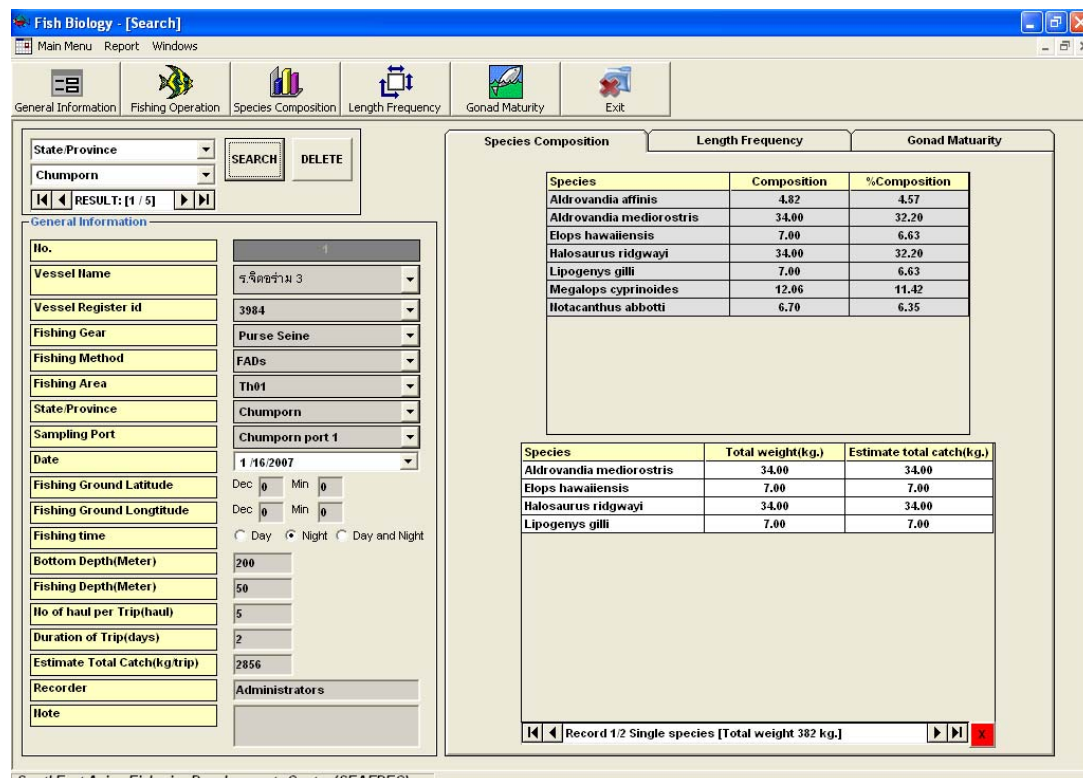 Fish Biology - [Search]
Main Menu Report Windows
General Information Fishing Operation Species Composition Length Frequency Gonad Maturity Exit
State/Province
SEARCH DELETE
Chumporn
RESULT: [1 / 5]
General Information
No. 1
Vessel Name ร.จิตอร่าม 3
Vessel Register id 3984
Fishing Gear Purse Seine
Fishing Method FADs
Fishing Area Th01
State/Province Chumporn
Sampling Port Chumporn port 1
Date 1 /16/2007
Fishing Ground Latitude Dec 0 Min 0
Fishing Ground Longtitude Dec 0 Min 0
Fishing time Day Night Day and Night
Bottom Depth(Meter) 200
Fishing Depth(Meter) 50
No of haul per Trip(haul) 5
Duration of Trip(days) 2
Estimate Total Catch(kg/trip) 2856
Recorder Administrators
Note
Species Composition Length Frequency Gonad Matuarity
Species Composition %Composition
Aldrovandia affinis 4.82 4.57
Aldrovandia mediorostris 34.00 32.20
Elops hawaiiensis 7.00 6.63
Halosaurus ridgwayi 34.00 32.20
Lipogenys gilli 7.00 6.63
Megalops cyprinoides 12.06 11.42
Notacanthus abbotti 6.70 6.35
Species Total weight(kg.) Estimate total catch(kg.)
Aldrovandia mediorostris 34.00 34.00
Elops hawaiiensis 7.00 7.00
Halosaurus ridgwayi 34.00 34.00
Lipogenys gilli 7.00 7.00
Record 1/2 Single species [Total weight 382 kg.] X